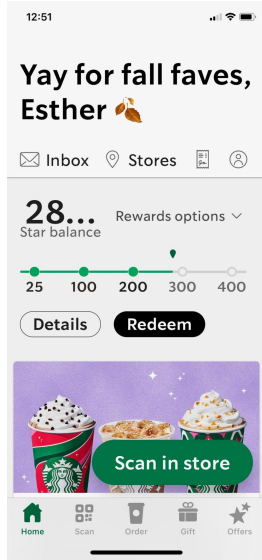 12:51
Yay for fall faves,
Esther
Inbox Stores
28...
Rewards options
Star balance
25 100 200 300 400
Details Redeem
Scan in store
Home Scan Order Gift Offers